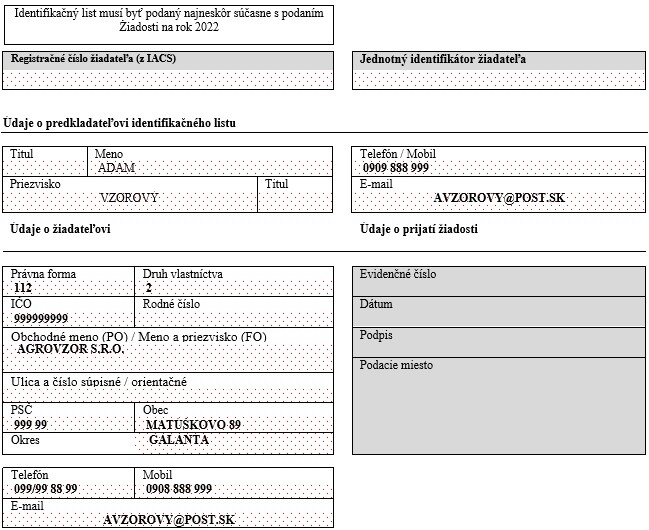 Identifikačný list musí byť podaný najneskôr súčasne s podaním
Žiadosti na rok 2022
Registračné číslo žiadateľa (z IACS)
Jednotný identifikátor žiadateľa
Údaje o predkladateľovi identifikačného listu
Titul Meno
ADAM
Priezvisko Titul
VZOROVÝ
Telefón / Mobil
0909 888 999
E-mail
AVZOROVY@POST.SK
Údaje o žiadateľovi
Údaje o prijatí žiadosti
Právna forma Druh vlastníctva
112 2
IČO Rodné číslo
999999999
Obchodné meno (PO) / Meno a priezvisko (FO)
AGROVZOR S.R.O.
Ulica a číslo súpisné / orientačné
PSČ Obec
999 99 MATUŠKOVO 89
Okres GALANTA
Evidenčné číslo
Dátum
Podpis
Podacie miesto
Telefón Mobil
099/99 88 99 0908 888 999
E-mail
AVZOROVY@POST.SK